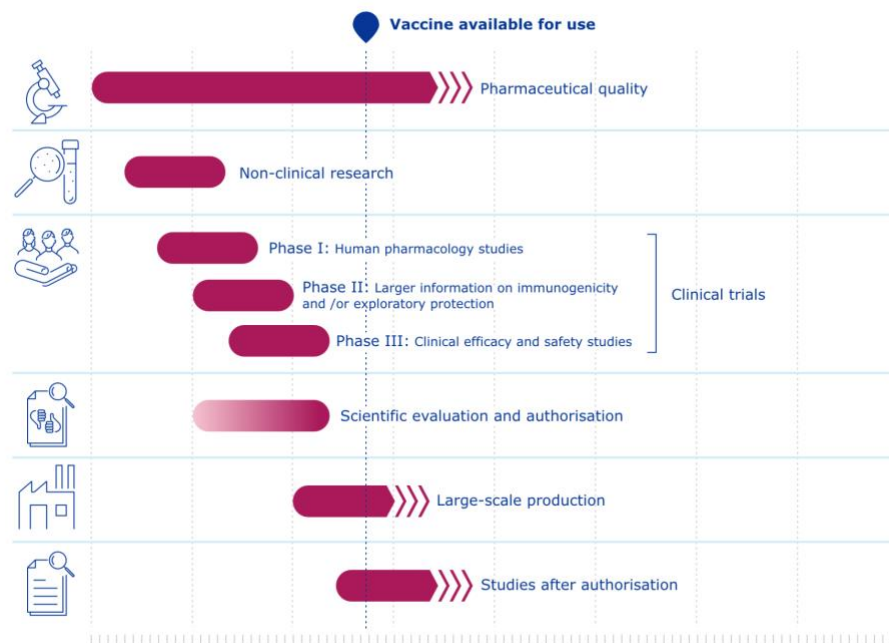 Vaccine available for use
Pharmaceutical quality
Non-clinical research
Phase I: Human pharmacology studies
Phase II: Larger information on immunogenicity
and /or exploratory protection
Clinical trials
Phase III: Clinical efficacy and safety studies
Scientific evaluation and authorisation
Large-scale production
Studies after authorisation